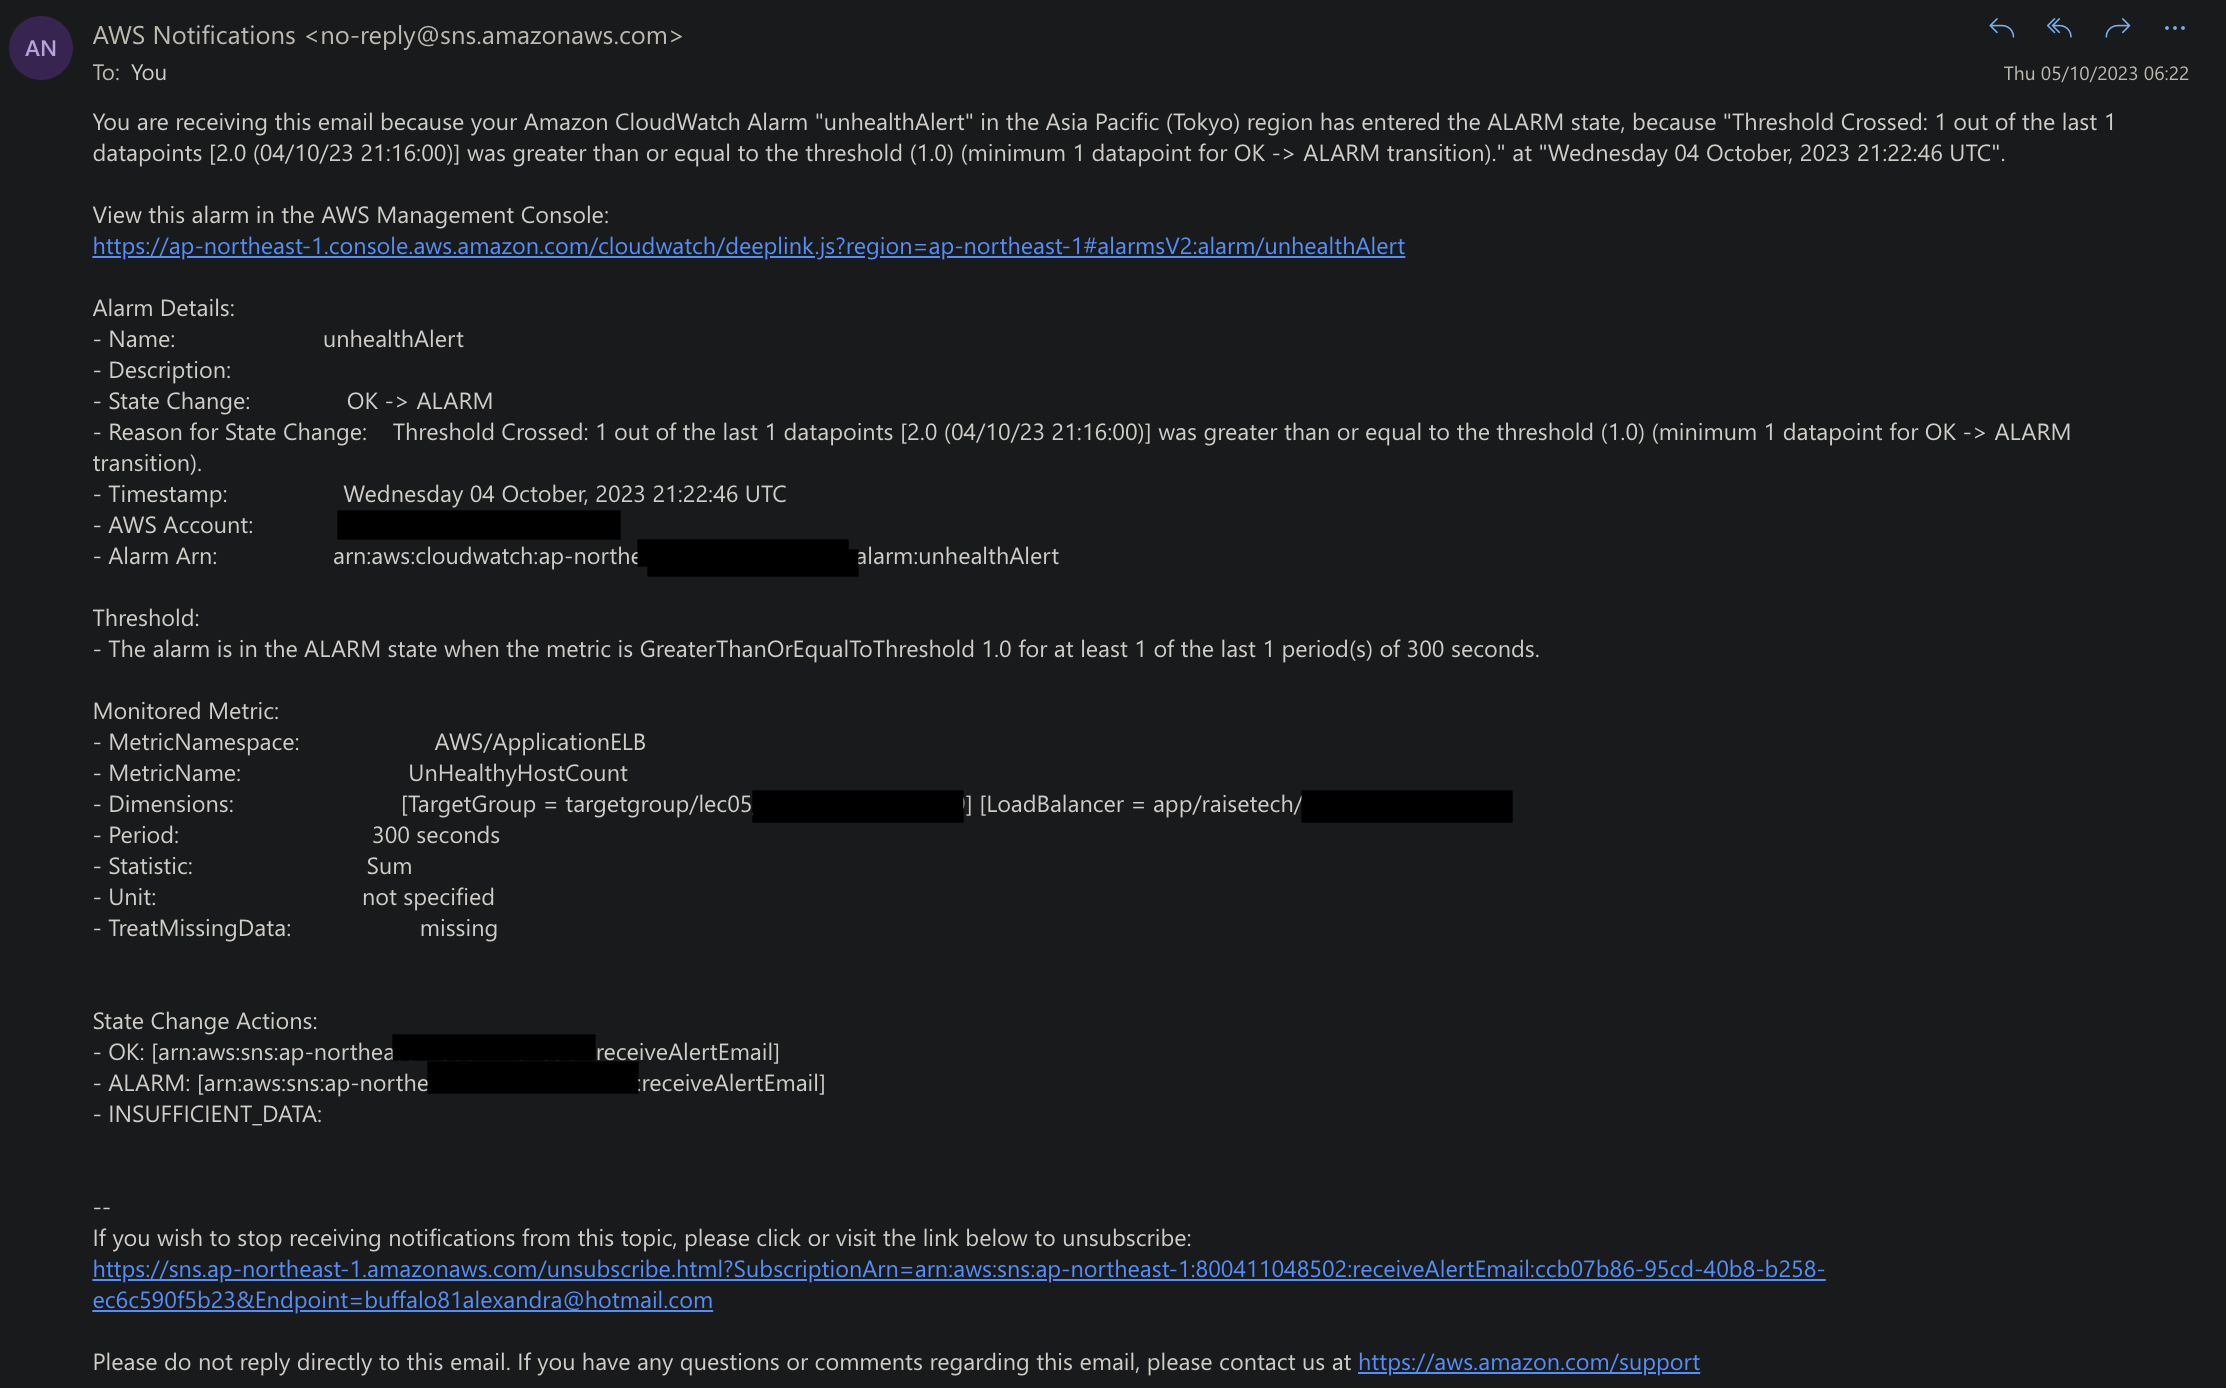 AN
AWS Notifications <no-reply@sns.amazonaws.com>
To: You
Thu 05/10/2023 06:22
You are receiving this email because your Amazon CloudWatch Alarm "unhealthAlert" in the Asia Pacific (Tokyo) region has entered the ALARM state, because "Threshold Crossed: 1 out of the last 1
datapoints [2.0 (04/10/23 21:16:00)] was greater than or equal to the threshold (1.0) (minimum 1 datapoint for OK -> ALARM transition)." at "Wednesday 04 October, 2023 21:22:46 UTC".
View this alarm in the AWS Management Console:
https://ap-northeast-1.console.aws.amazon.com/cloudwatch/deeplink.js?region=ap-northeast-1#alarmsV2:alarm/unhealthAlert
Alarm Details:
- Name: unhealthAlert
- Description:
- State Change: OK -> ALARM
- Reason for State Change: Threshold Crossed: 1 out of the last 1 datapoints [2.0 (04/10/23 21:16:00)] was greater than or equal to the threshold (1.0) (minimum 1 datapoint for OK -> ALARM
transition).
- Timestamp: Wednesday 04 October, 2023 21:22:46 UTC
- AWS Account:
- Alarm Arn: arn:aws:cloudwatch:ap-northe alarm:unhealthAlert
Threshold:
- The alarm is in the ALARM state when the metric is GreaterThanOrEqualToThreshold 1.0 for at least 1 of the last 1 period(s) of 300 seconds.
Monitored Metric:
- MetricNamespace: AWS/ApplicationELB
- MetricName: UnHealthyHostCount
- Dimensions: [TargetGroup = targetgroup/lec05 ] [LoadBalancer = app/raisetech/
- Period: 300 seconds
- Statistic: Sum
- Unit: not specified
- TreatMissingData: missing
State Change Actions:
- OK: [arn:aws:sns:ap-northea receiveAlertEmail]
- ALARM: [arn:aws:sns:ap-northe :receiveAlertEmail]
- INSUFFICIENT_DATA:
--
If you wish to stop receiving notifications from this topic, please click or visit the link below to unsubscribe:
https://sns.ap-northeast-1.amazonaws.com/unsubscribe.html?SubscriptionArn=arn:aws:sns:ap-northeast-1:800411048502:receiveAlertEmail:ccb07b86-95cd-40b8-b258-
ec6c590f5b23&Endpoint=buffalo81alexandra@hotmail.com
Please do not reply directly to this email. If you have any questions or comments regarding this email, please contact us at https://aws.amazon.com/support